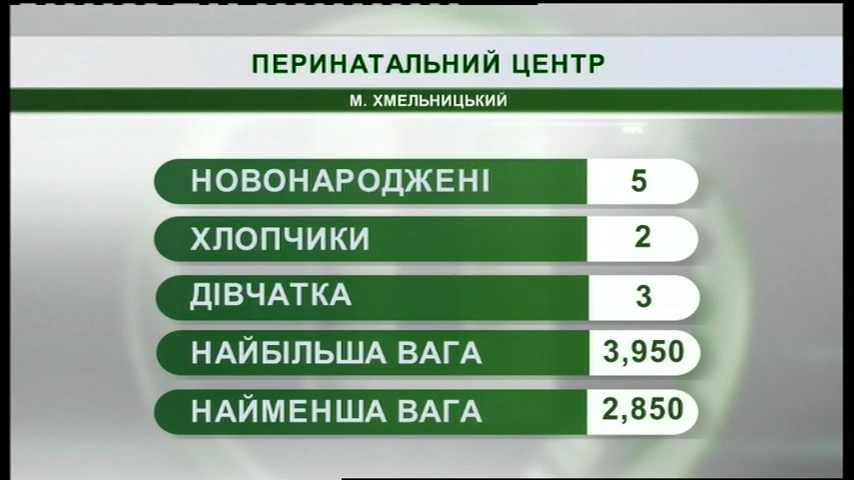 ПЕРИНАТАЛЬНИЙ ЦЕНТР
М. ХМЕЛЬНИЦЬКИЙ
НОВОНАРОДЖЕНІ 5
ХЛОПЧИКИ 2
ДІВЧАТКА 3
НАЙБІЛЬША ВАГА 3,950
НАЙМЕНША ВАГА 2,850